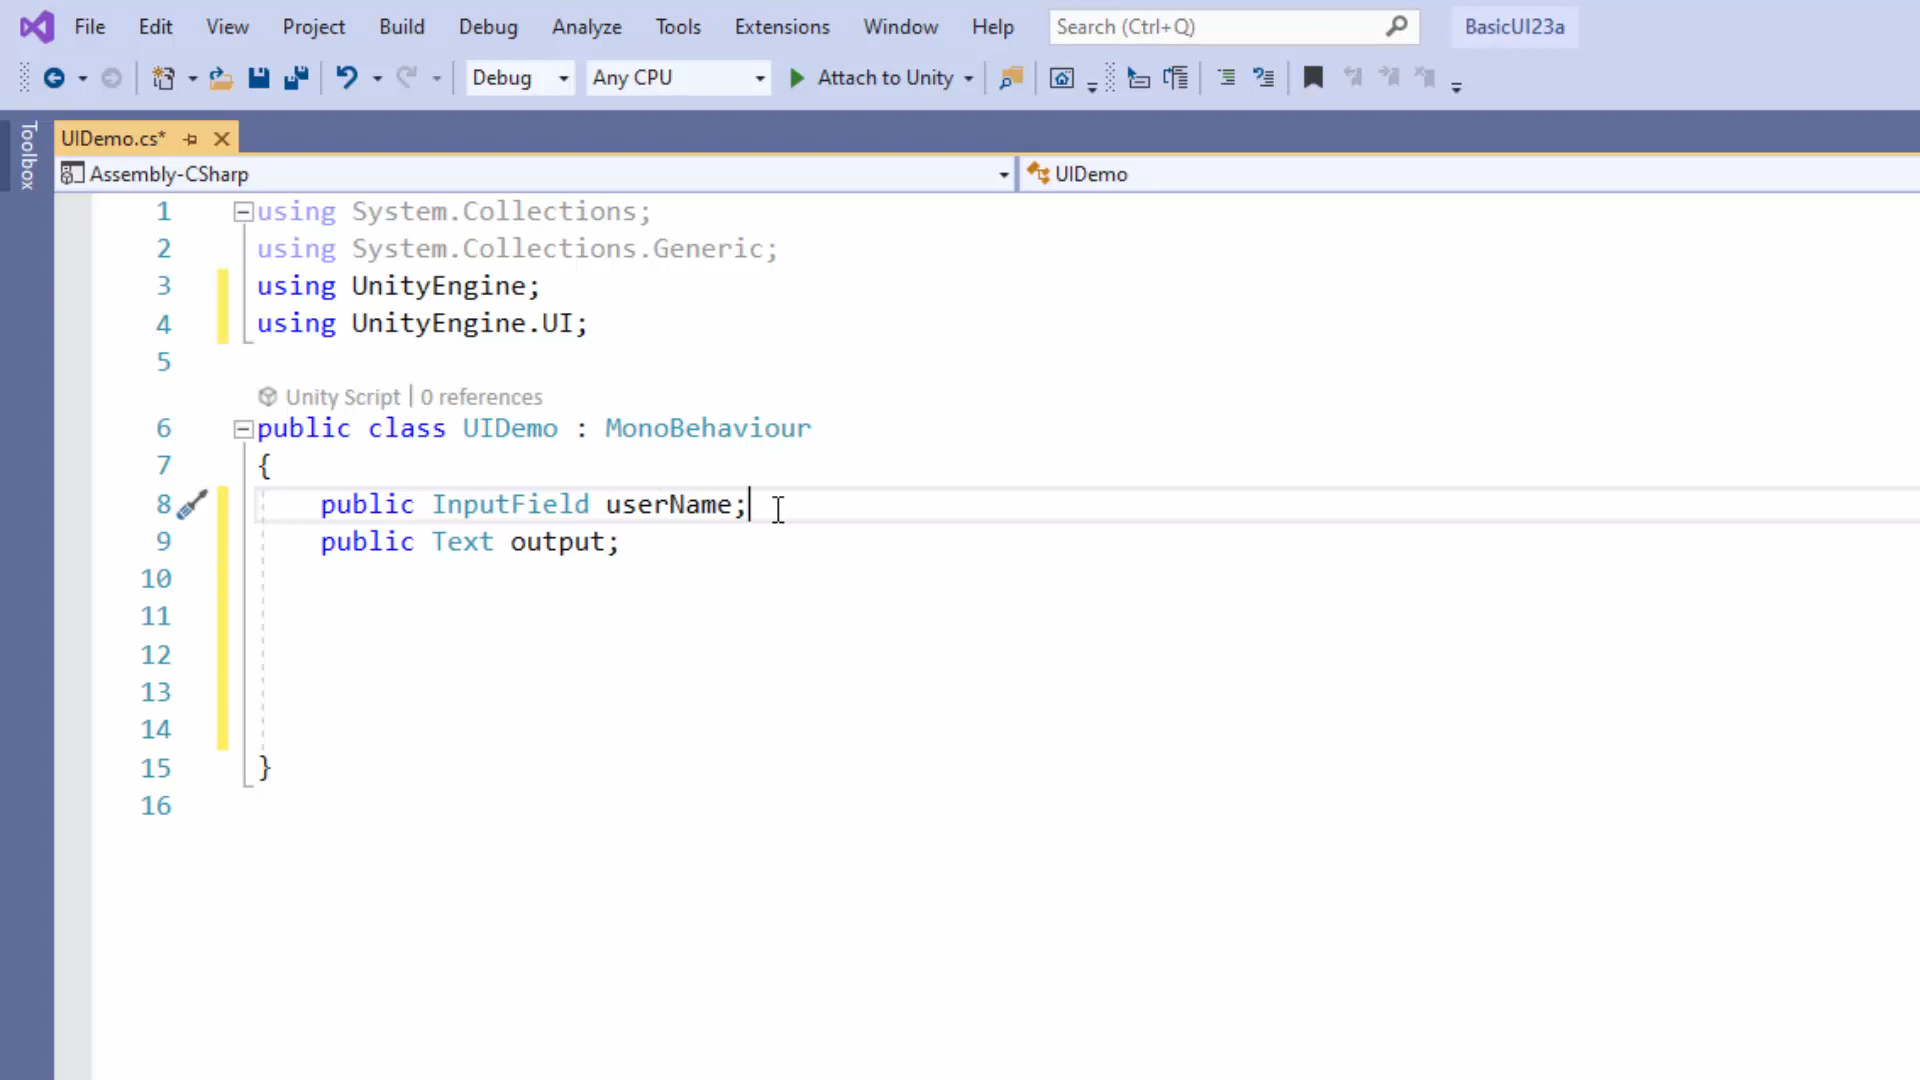 File Edit View Project Build Debug Analyze Tools Extensions Window Help Search (Ctrl+Q) BasicUI23a
Debug Any CPU Attach to Unity
Toolbox
UIDemo.cs*
Assembly-CSharp UIDemo
1 using System.Collections;
2 using System.Collections.Generic;
3 using UnityEngine;
4 using UnityEngine.UI;
5
Unity Script | 0 references
6 public class UIDemo : MonoBehaviour
7 {
8 public InputField userName;
9 public Text output;
10
11
12
13
14
15 }
16